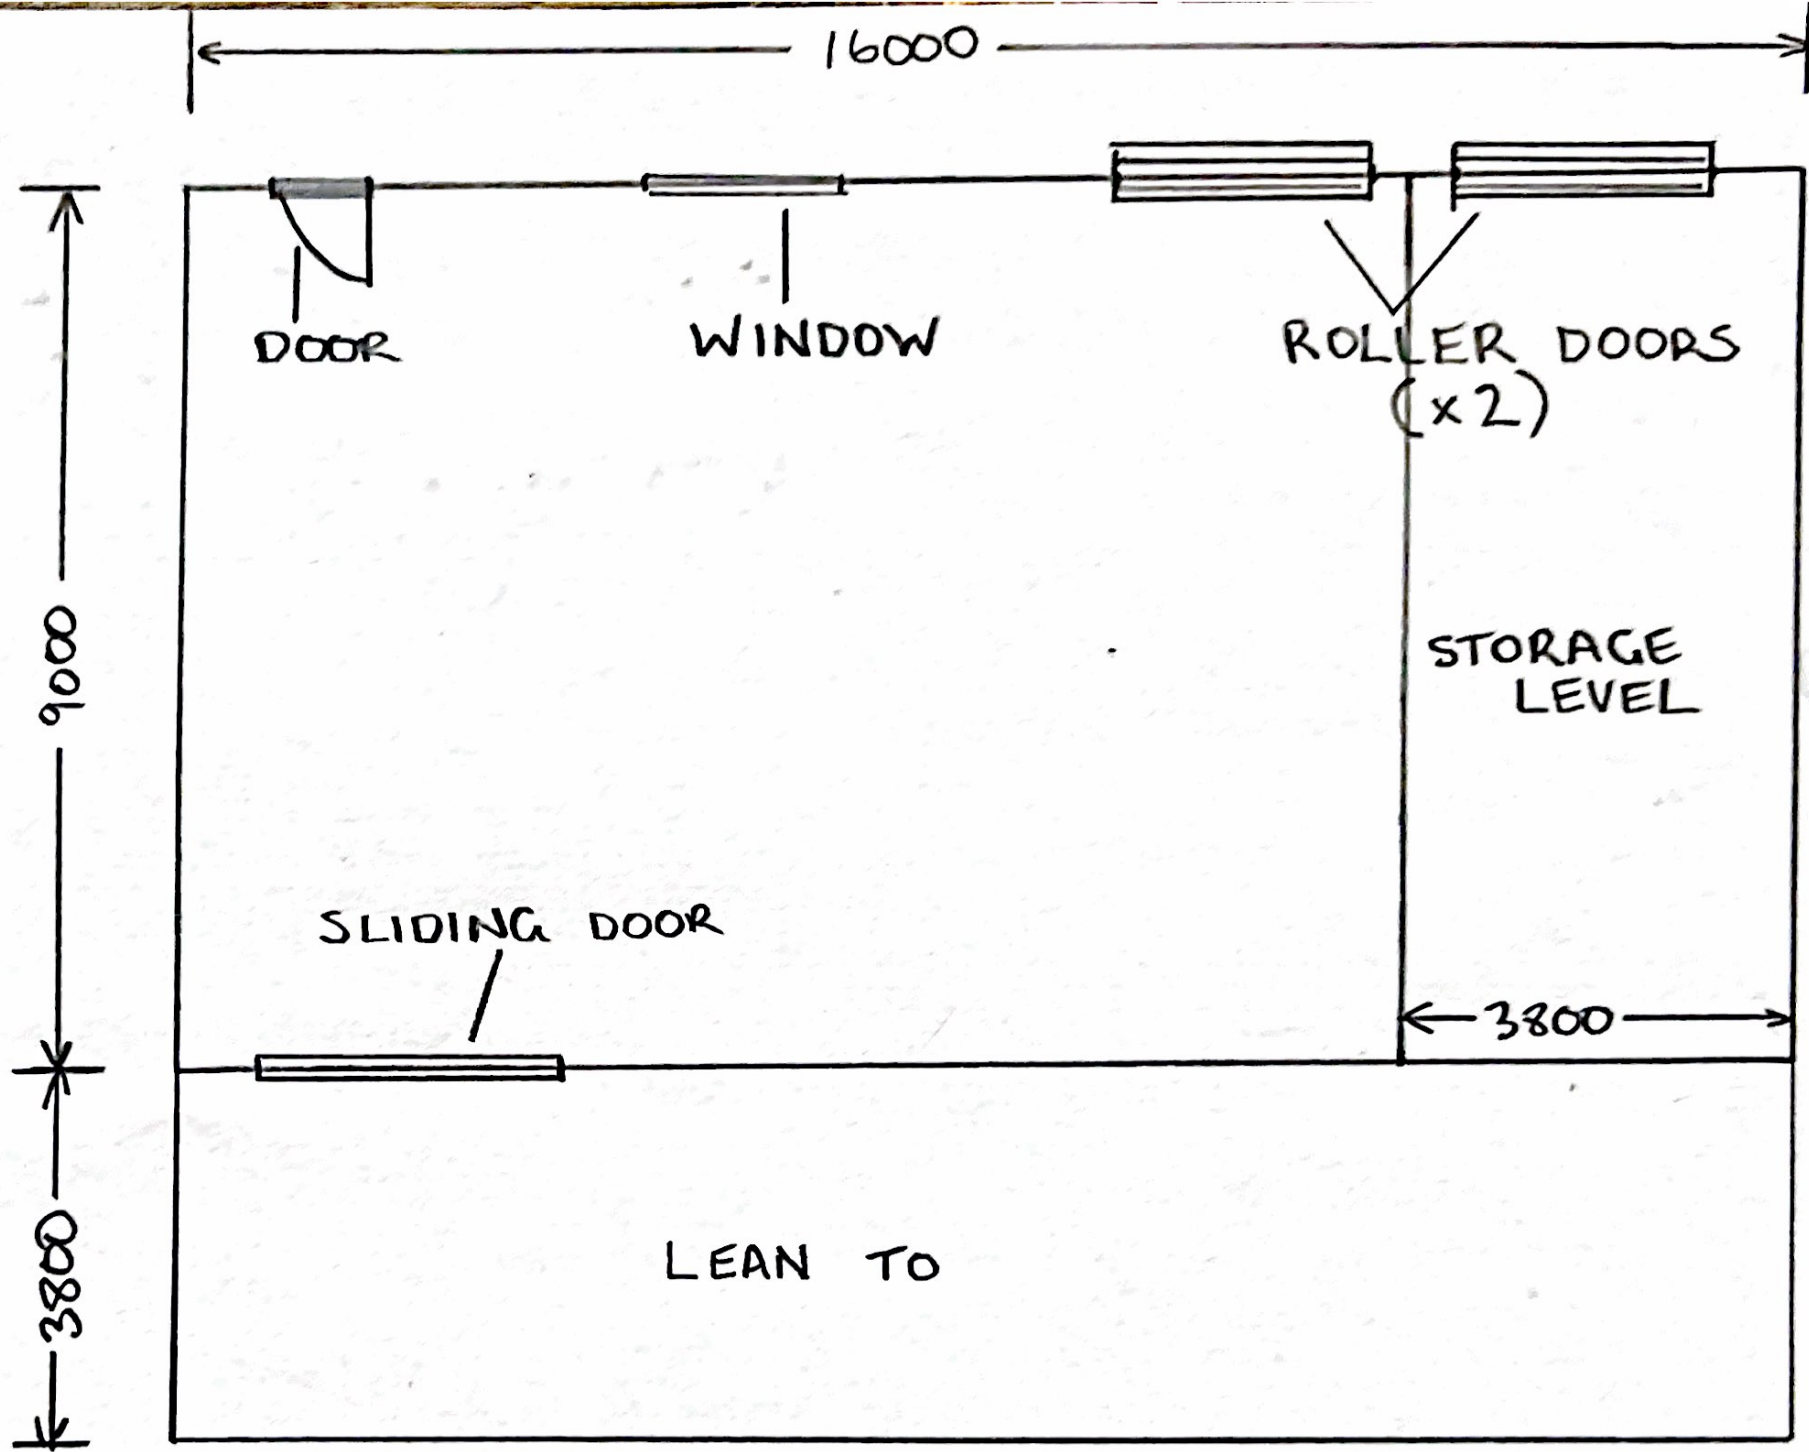 16000
DOOR
WINDOW
ROLLER DOORS
(x2)
9000
STORAGE
LEVEL
SLIDING DOOR
3800
LEAN TO
3800